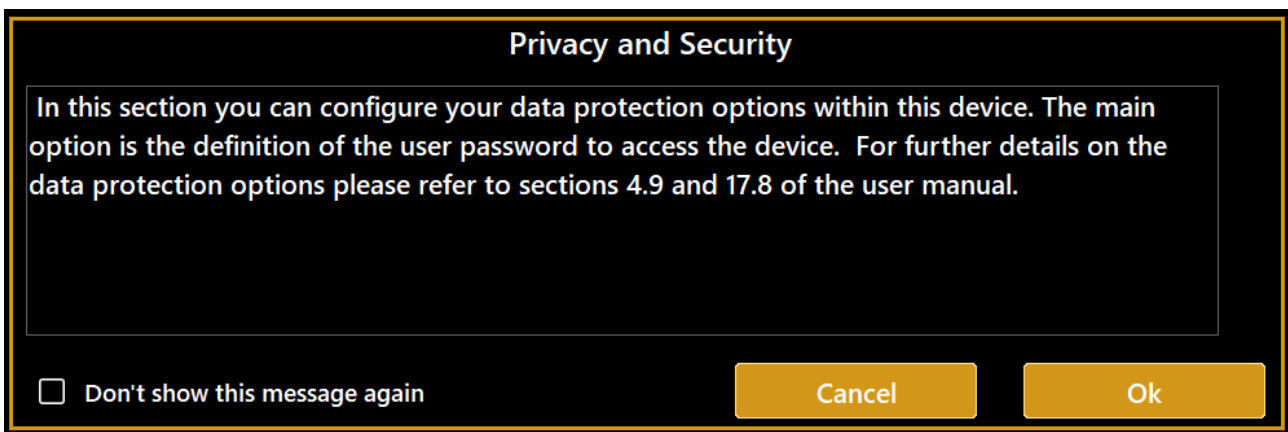 Privacy and Security
In this section you can configure your data protection options within this device. The main
option is the definition of the user password to access the device.  For further details on the
data protection options please refer to sections 4.9 and 17.8 of the user manual.
Don't show this message again
Cancel
Ok